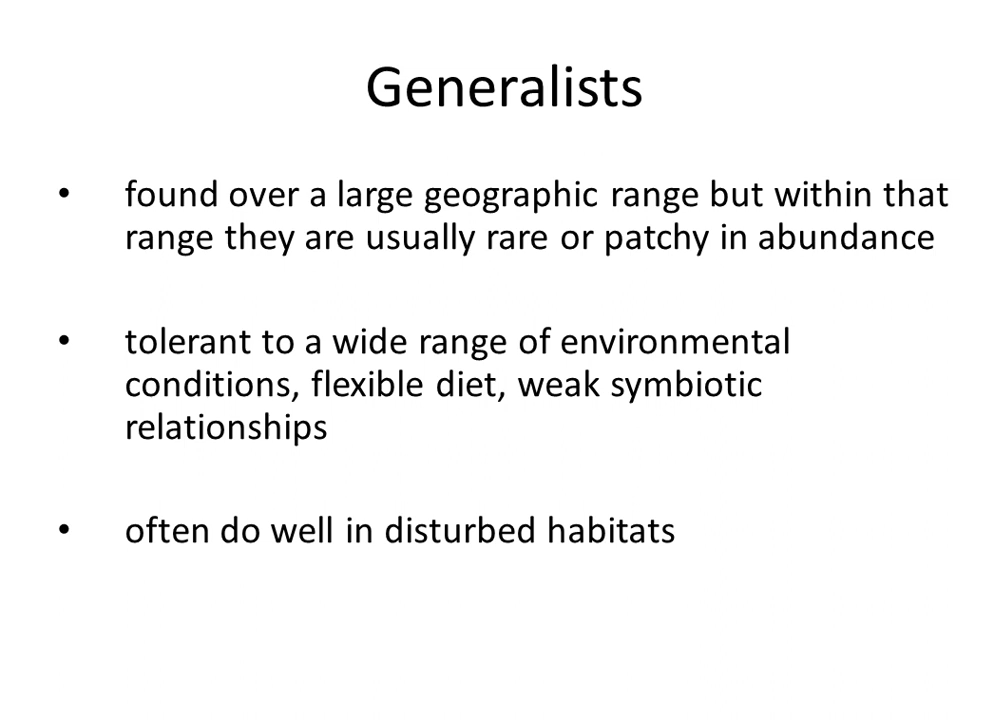 Generalists
• found over a large geographic range but within that
range they are usually rare or patchy in abundance
• tolerant to a wide range of environmental
conditions, flexible diet, weak symbiotic
relationships
• often do well in disturbed habitats